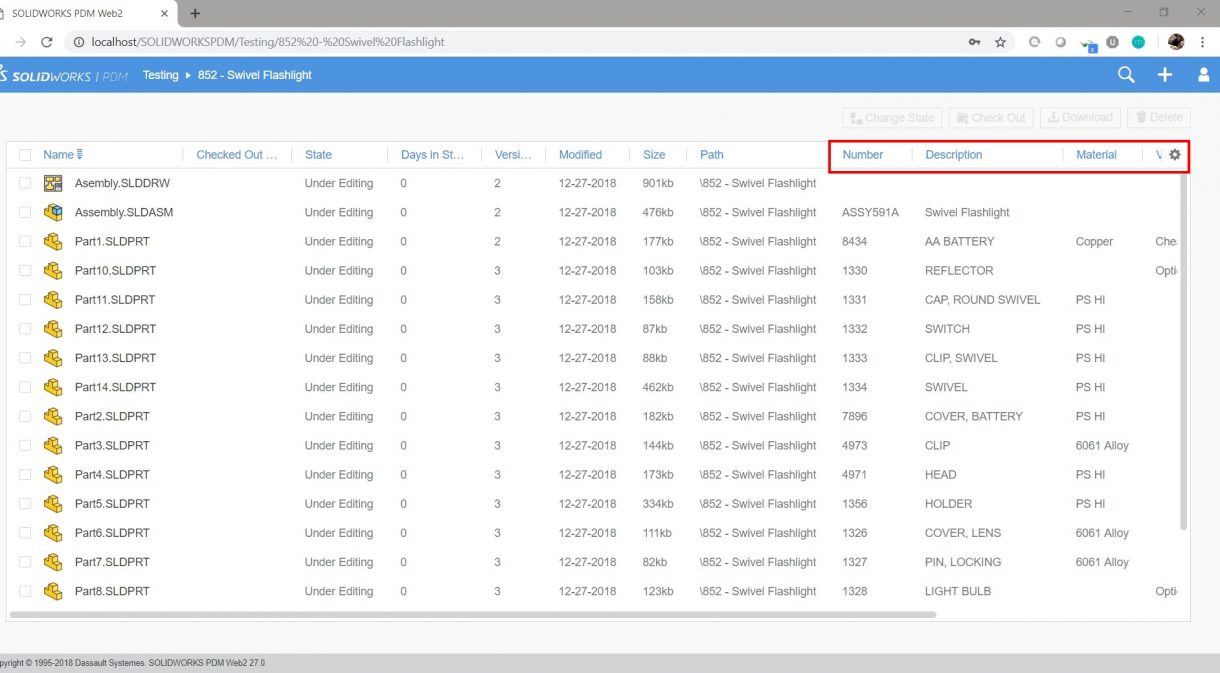 SOLIDWORKS PDM Web2
localhost/SOLIDWORKSPDM/Testing/852%20-%20Swivel%20Flashlight
SOLIDWORKS | PDM Testing 852 - Swivel Flashlight
Change State Check Out Download Delete
Name Checked Out ... State Days in St... Versi... Modified Size Path Number Description Material V
Asembly.SLDDRW Under Editing 0 2 12-27-2018 901kb \852 - Swivel Flashlight
Assembly.SLDASM Under Editing 0 2 12-27-2018 476kb \852 - Swivel Flashlight ASSY591A Swivel Flashlight
Part1.SLDPRT Under Editing 0 2 12-27-2018 177kb \852 - Swivel Flashlight 8434 AA BATTERY Copper Che
Part10.SLDPRT Under Editing 0 3 12-27-2018 103kb \852 - Swivel Flashlight 1330 REFLECTOR Opti
Part11.SLDPRT Under Editing 0 3 12-27-2018 158kb \852 - Swivel Flashlight 1331 CAP, ROUND SWIVEL PS HI
Part12.SLDPRT Under Editing 0 3 12-27-2018 87kb \852 - Swivel Flashlight 1332 SWITCH PS HI
Part13.SLDPRT Under Editing 0 3 12-27-2018 88kb \852 - Swivel Flashlight 1333 CLIP, SWIVEL PS HI
Part14.SLDPRT Under Editing 0 3 12-27-2018 462kb \852 - Swivel Flashlight 1334 SWIVEL PS HI
Part2.SLDPRT Under Editing 0 3 12-27-2018 182kb \852 - Swivel Flashlight 7896 COVER, BATTERY PS HI
Part3.SLDPRT Under Editing 0 3 12-27-2018 144kb \852 - Swivel Flashlight 4973 CLIP 6061 Alloy
Part4.SLDPRT Under Editing 0 3 12-27-2018 173kb \852 - Swivel Flashlight 4971 HEAD PS HI
Part5.SLDPRT Under Editing 0 3 12-27-2018 334kb \852 - Swivel Flashlight 1356 HOLDER PS HI
Part6.SLDPRT Under Editing 0 3 12-27-2018 111kb \852 - Swivel Flashlight 1326 COVER, LENS 6061 Alloy
Part7.SLDPRT Under Editing 0 3 12-27-2018 82kb \852 - Swivel Flashlight 1327 PIN, LOCKING 6061 Alloy
Part8.SLDPRT Under Editing 0 3 12-27-2018 123kb \852 - Swivel Flashlight 1328 LIGHT BULB Opti
pyright © 1995-2018 Dassault Systemes. SOLIDWORKS PDM Web2 27.0